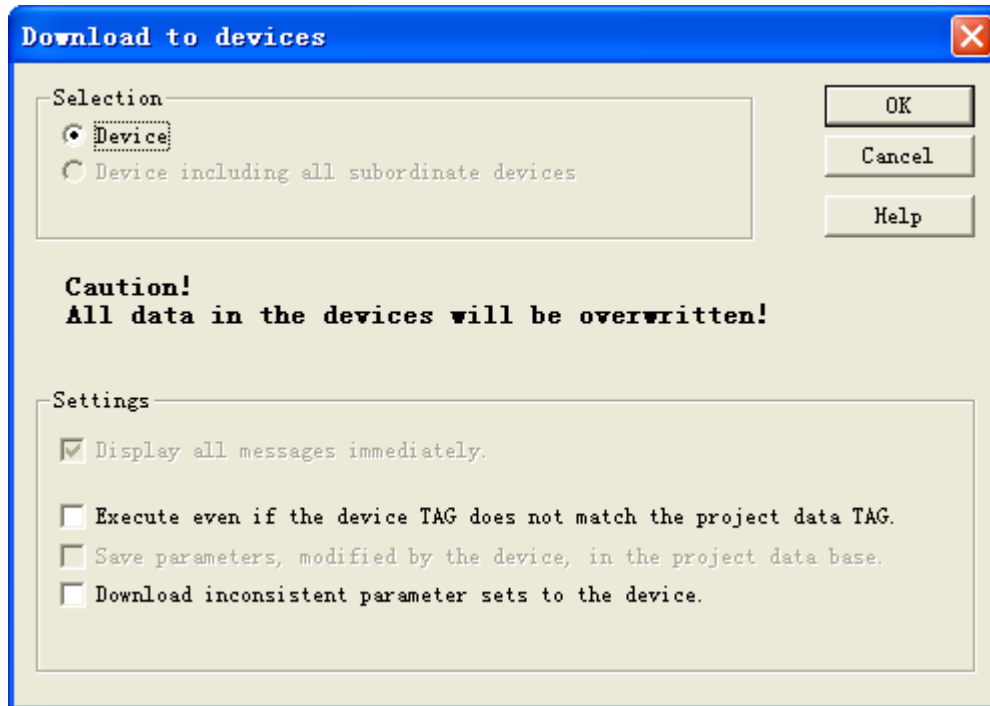 Download to devices
Selection
Device
Device including all subordinate devices
OK
Cancel
Help
Caution!
All data in the devices will be overwritten!
Settings
Display all messages immediately.
Execute even if the device TAG does not match the project data TAG.
Save parameters, modified by the device, in the project data base.
Download inconsistent parameter sets to the device.